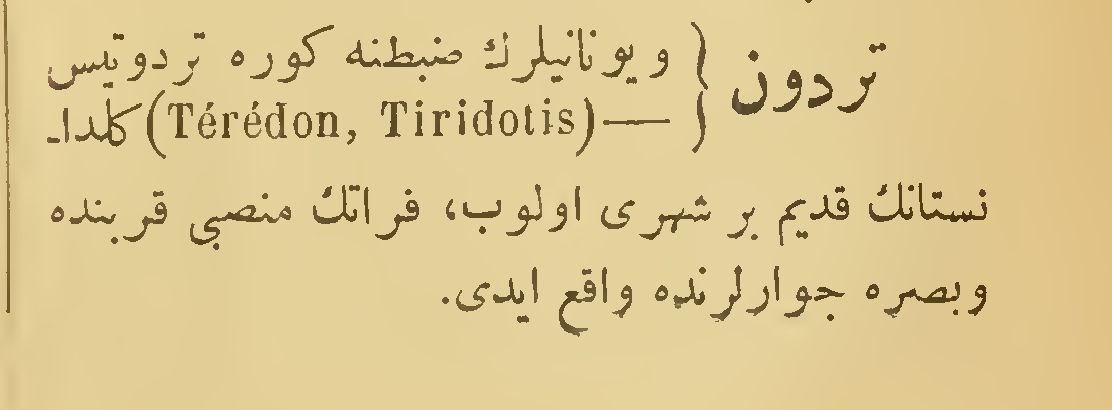 تردون { و یونانیلرك ضبطنه كوره تردوتیس
— (Térédon, Tiridotis) كلدا-
نستانك قدیم بر شهری اولوب، فراتك منصبی قربنده
وبصره جوارلرنده واقع ایدی.